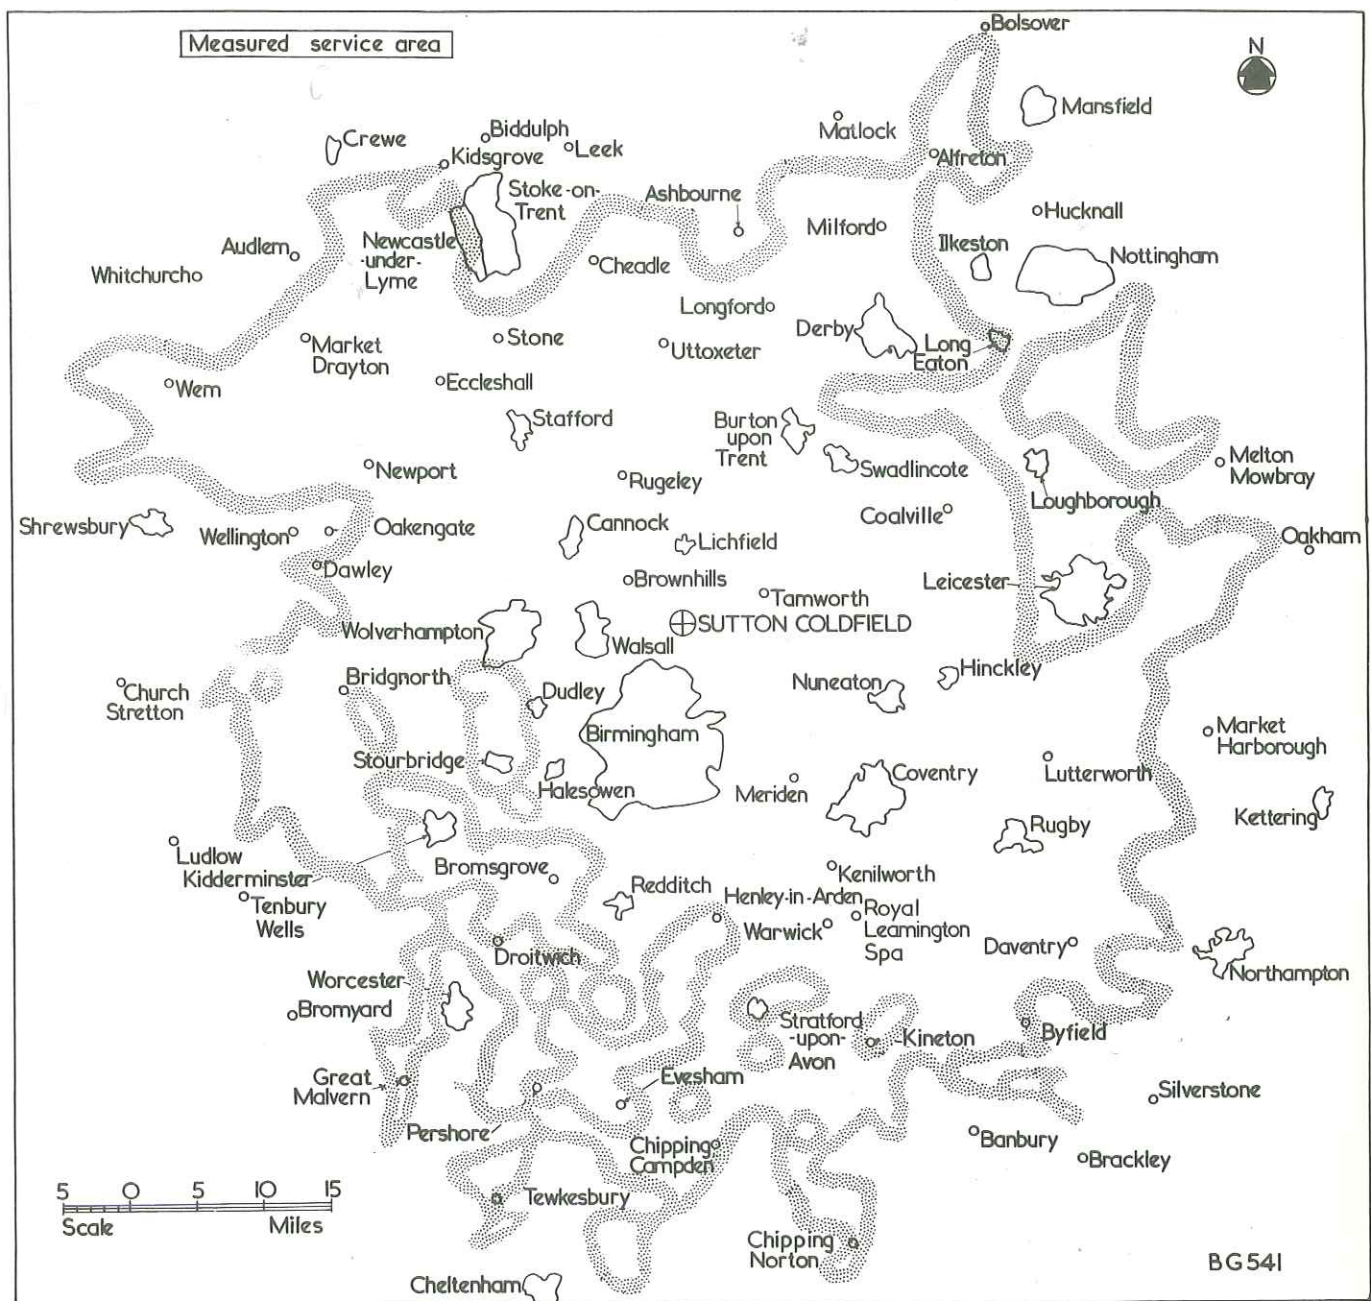 Measured service area
Bolsover
N
Mansfield
Matlock
Crewe
Biddulph
Leek
Kidsgrove
Alfreton
Stoke-on-
Trent
Ashbourne
Hucknall
Milford
Ilkeston
Nottingham
Audlem
Newcastle
-under-
Lyme
Cheadle
Whitchurch
Longford
Derby
Long
Eaton
Market
Drayton
Stone
Uttoxeter
Wem
Eccleshall
Stafford
Burton
upon
Trent
Swadlincote
Melton
Mowbray
Newport
Rugeley
Loughborough
Shrewsbury
Wellington
Oakengate
Cannock
Lichfield
Coalville
Oakham
Dawley
Brownhills
Tamworth
Leicester
Wolverhampton
Walsall
SUTTON COLDFIELD
Church
Stretton
Bridgnorth
Dudley
Nuneaton
Hinckley
Birmingham
Market
Harborough
Stourbridge
Halesowen
Meriden
Coventry
Lutterworth
Kettering
Rugby
Ludlow
Kidderminster
Bromsgrove
Kenilworth
Tenbury
Wells
Redditch
Henley-in-Arden
Warwick
Royal
Leamington
Spa
Daventry
Northampton
Droitwich
Worcester
Bromyard
Stratford
-upon-
Avon
Kineton
Byfield
Great
Malvern
Evesham
Silverstone
Pershore
Chipping
Campden
Banbury
Brackley
5 0 5 10 15
Scale Miles
Tewkesbury
Chipping
Norton
BG541
Cheltenham